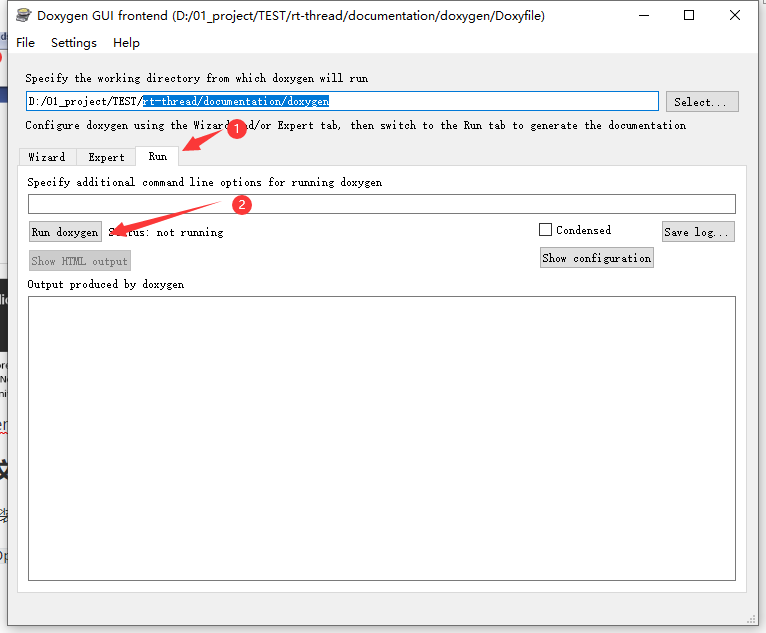 Doxygen GUI frontend (D:/01_project/TEST/rt-thread/documentation/doxygen/Doxyfile)
File Settings Help
Specify the working directory from which doxygen will run
D:/01_project/TEST/rt-thread/documentation/doxygen
Select...
Configure doxygen using the Wizard and/or Expert tab, then switch to the Run tab to generate the documentation
1
Wizard Expert Run
Specify additional command line options for running doxygen
2
Run doxygen Status: not running Condensed Save log...
Show HTML output Show configuration
Output produced by doxygen